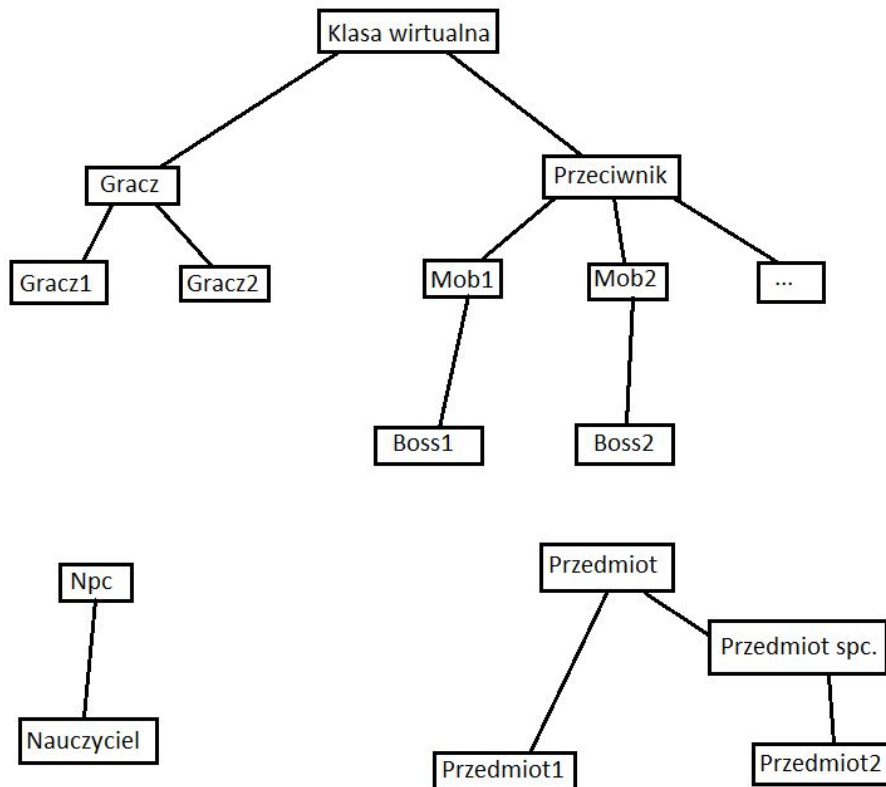 Klasa wirtualna
Gracz
Przeciwnik
Gracz1
Gracz2
Mob1
Mob2
...
Boss1
Boss2
Npc
Przedmiot
Przedmiot spc.
Nauczyciel
Przedmiot1
Przedmiot2